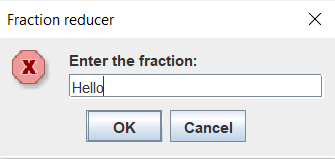 Fraction reducer
Enter the fraction:
Hello
OK
Cancel